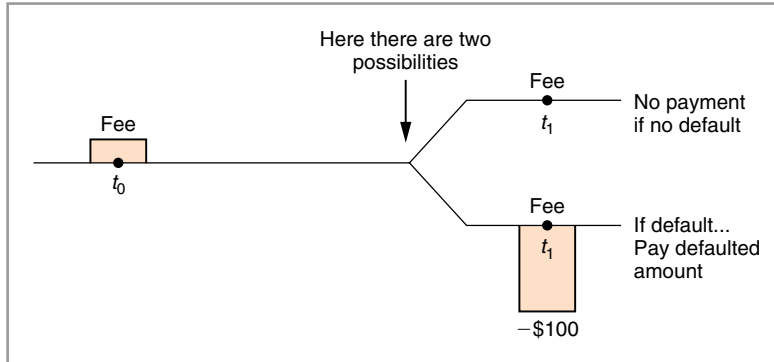 Here there are two
possibilities
Fee
t0
Fee
t1
No payment
if no default
Fee
t1
If default...
Pay defaulted
amount
−$100